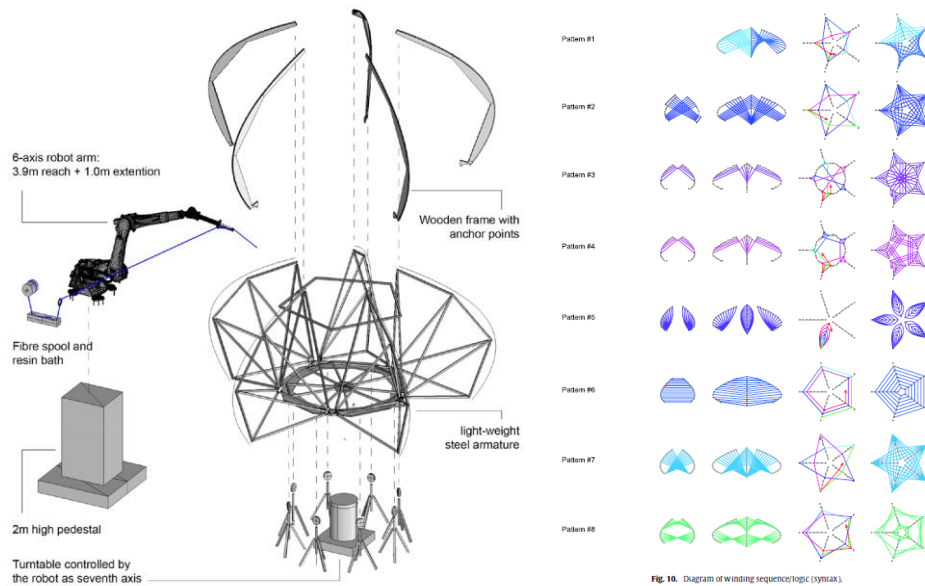 6-axis robot arm:
3.9m reach + 1.0m extention
Wooden frame with
anchor points
Fibre spool and
resin bath
light-weight
steel armature
2m high pedestal
Turntable controlled by
the robot as seventh axis
Pattern #1
Pattern #2
Pattern #3
Pattern #4
Pattern #5
Pattern #6
Pattern #7
Pattern #8
Fig. 10. Diagram of winding sequence/logic (syntax).